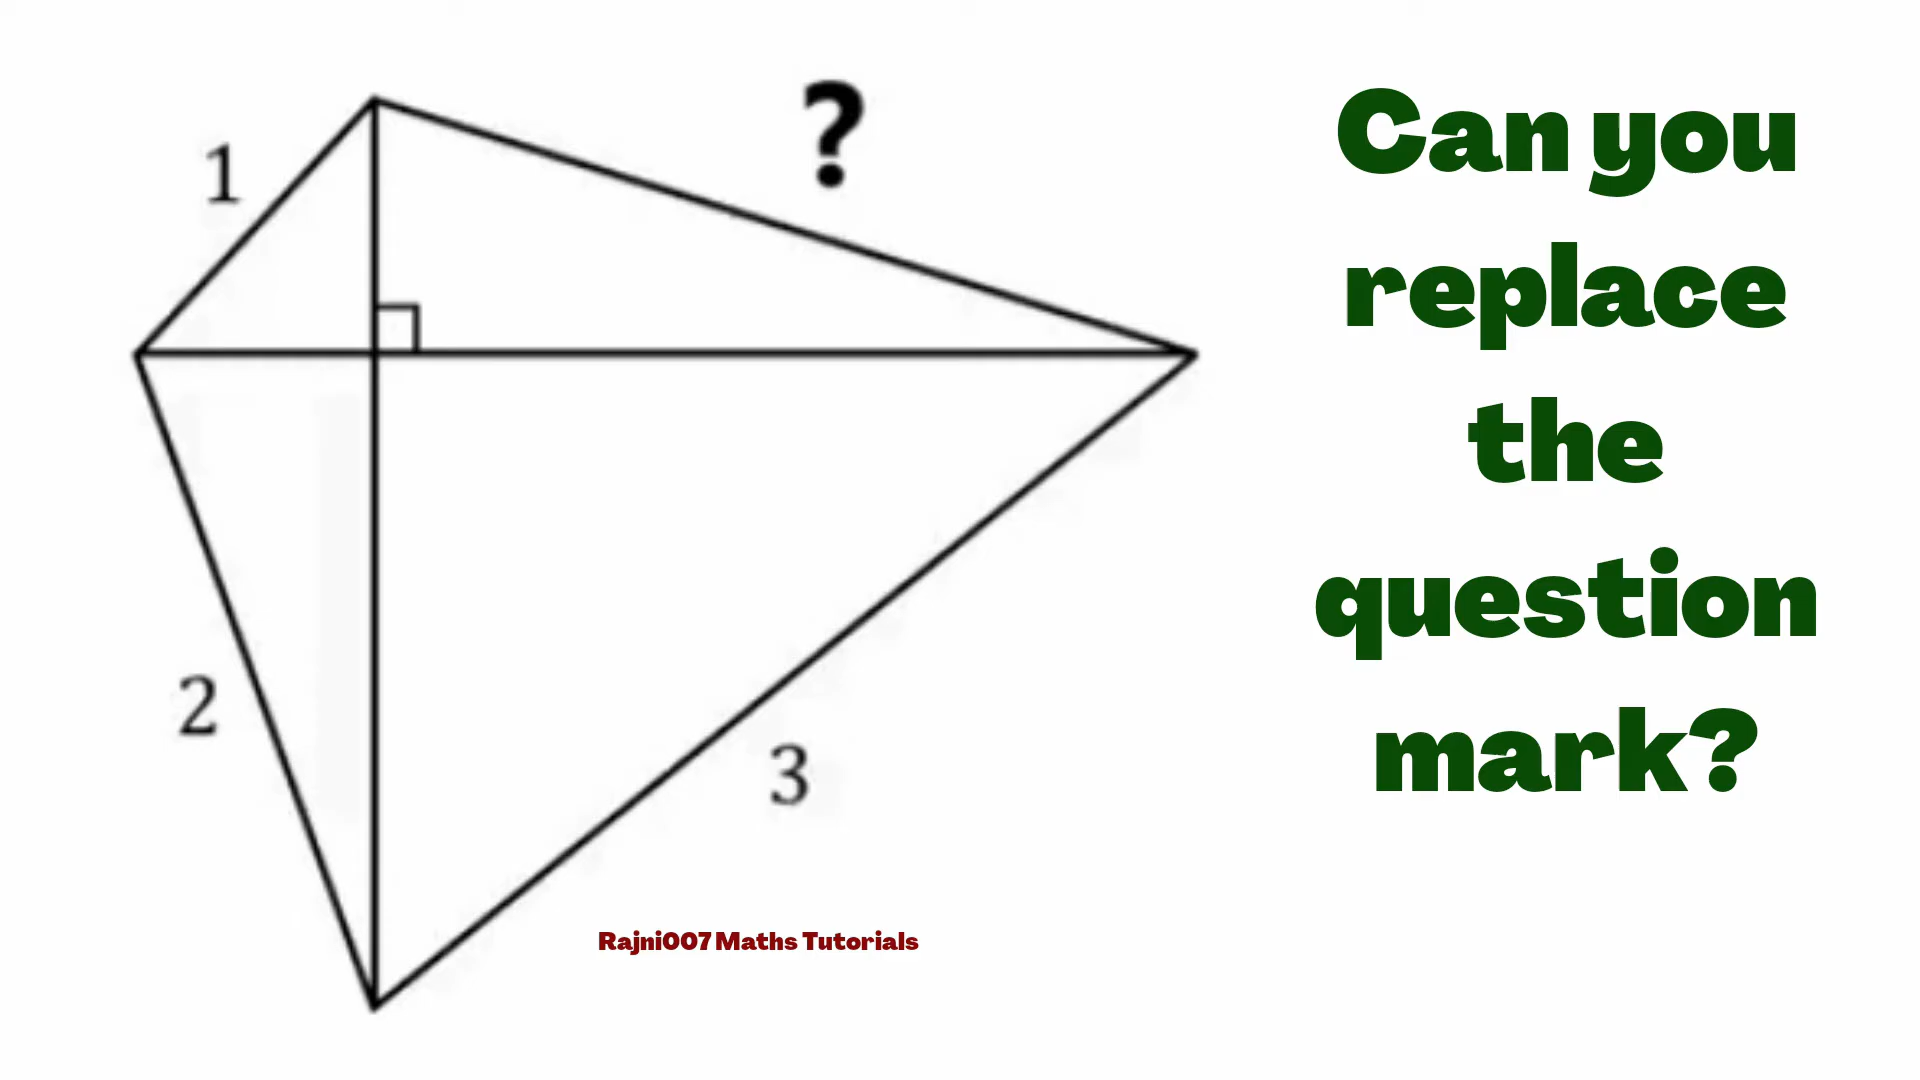 1
?
2
3
Rajni007 Maths Tutorials
Can you
replace
the
question
mark?